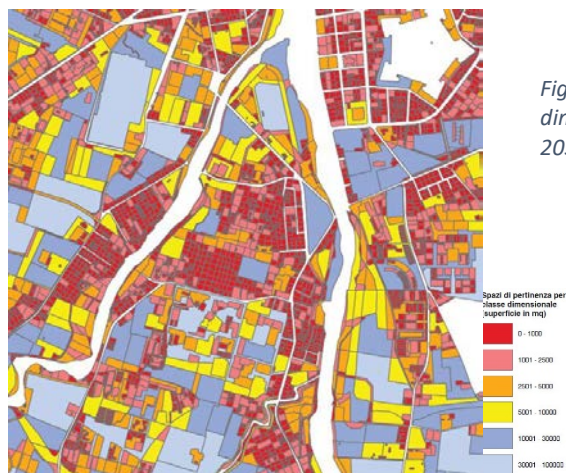 Fig
din
20
Spazi di pertinenza per
classe dimensionale
(superficie in mq)
0 - 1000
1001 - 2500
2501 - 5000
5001 - 10000
10001 - 30000
30001 - 100000